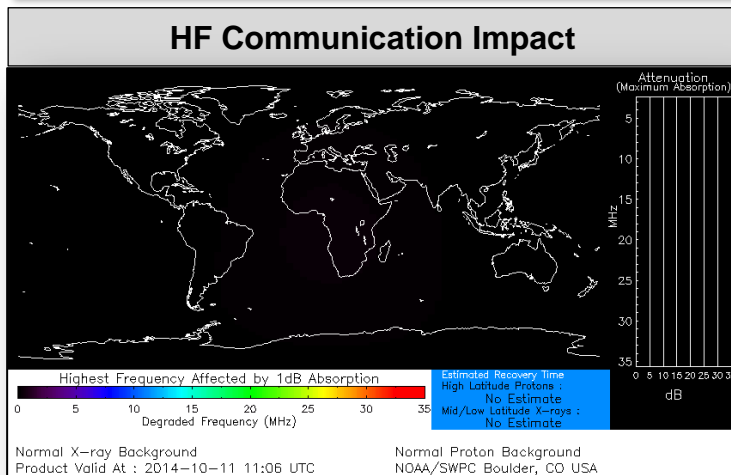 HF Communication Impact
Attenuation
(Maximum Absorption)
5
10
15
20
25
30
35
MHz
0 5 10 15 20 25 30
dB
Highest Frequency Affected by 1dB Absorption
0 5 10 15 20 25 30 35
Degraded Frequency (MHz)
Estimated Recovery Time
High Latitude Protons :
No Estimate
Mid/Low Latitude X-rays :
No Estimate
Normal X-ray Background
Normal Proton Background
Product Valid At : 2014-10-11 11:06 UTC
NOAA/SWPC Boulder, CO USA